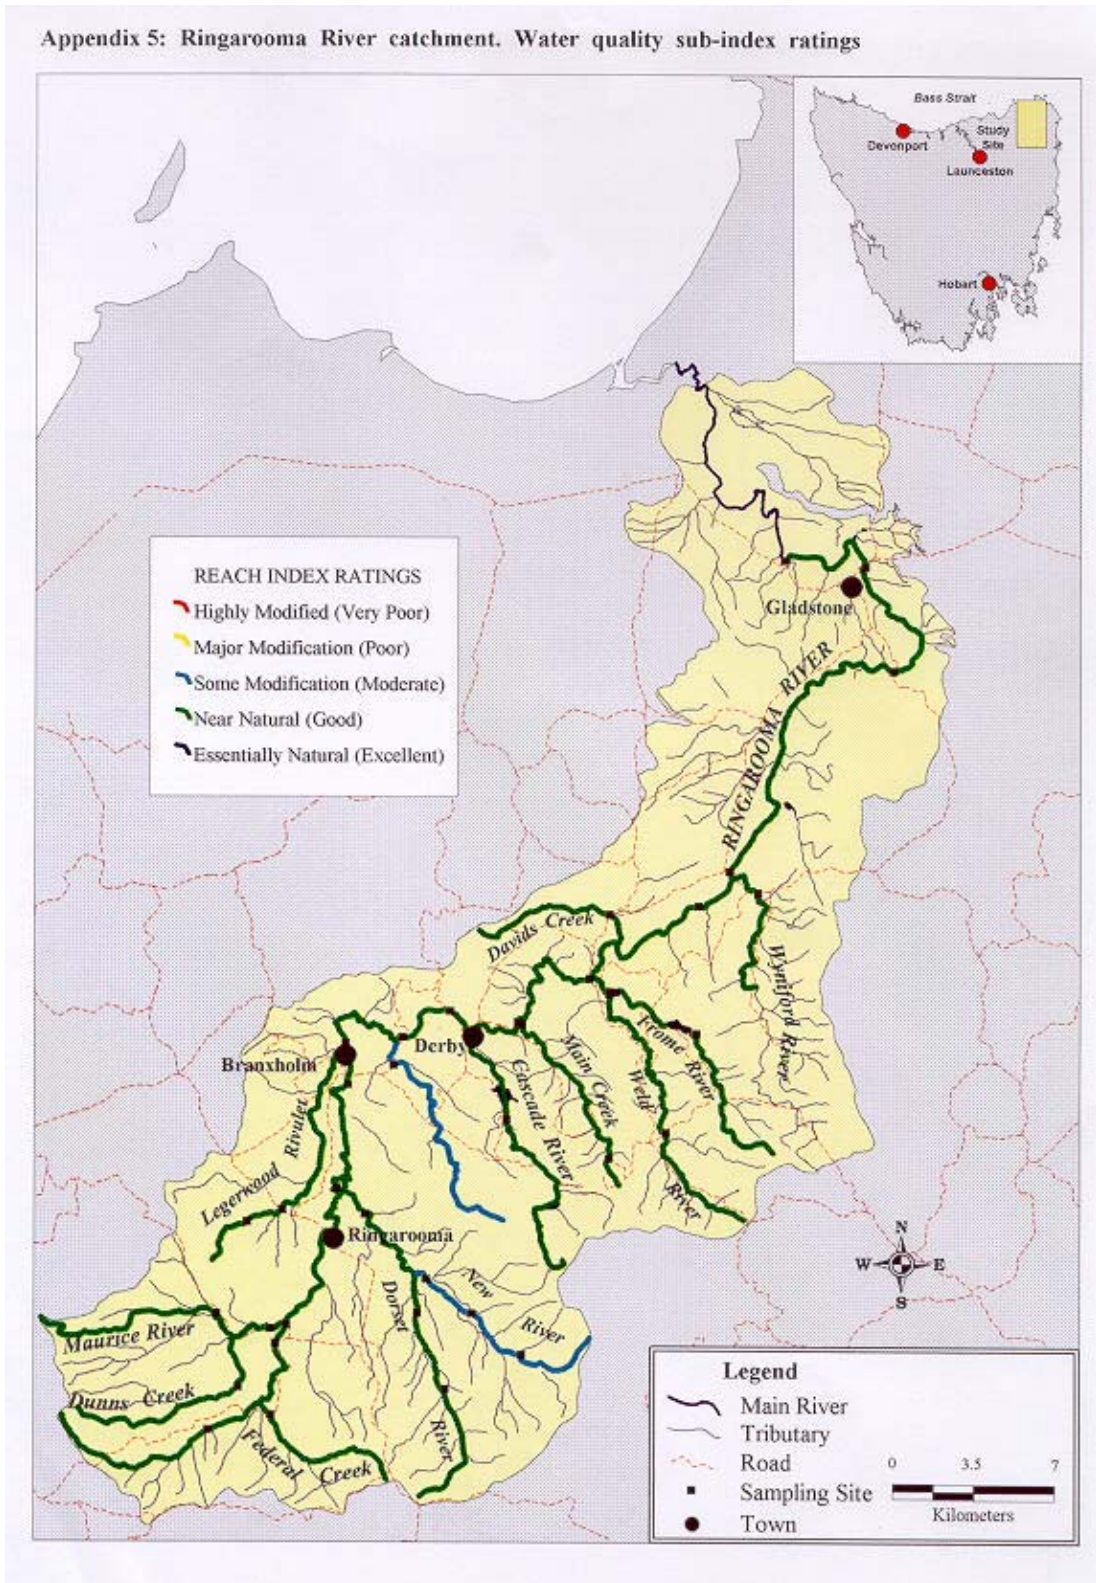 Appendix 5: Ringarooma River catchment. Water quality sub-index ratings
Bass Strait
Study
Site
Devenport
Launceston
Hobart
REACH INDEX RATINGS
Highly Modified (Very Poor)
Major Modification (Poor)
Some Modification (Moderate)
Near Natural (Good)
Essentially Natural (Excellent)
Gladstone
RINGAROOMA RIVER
Davids Creek
Wyniford River
Frome River
Derby
Main Creek
Weld
River
Branxholm
Cascade River
Legerwood Rivulet
Ringarooma
New River
Dorset River
Maurice River
Dunns Creek
Federal Creek
N
W E
S
Legend
Main River
Tributary
Road
Sampling Site
Town
0 3.5 7
Kilometers